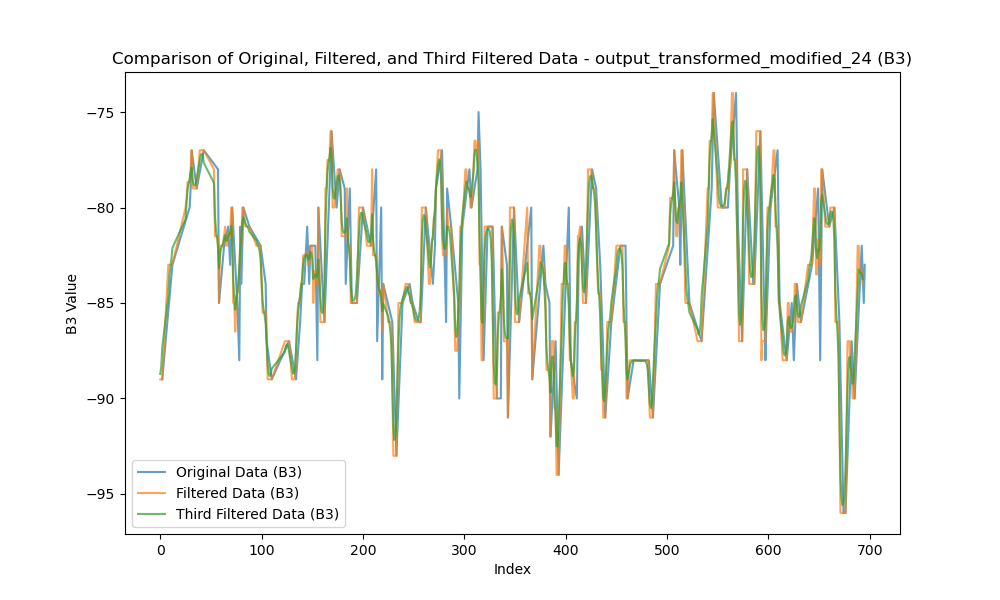 Comparison of Original, Filtered, and Third Filtered Data - output_transformed_modified_24 (B3)
B3 Value
−75
−80
−85
−90
−95
Original Data (B3)
Filtered Data (B3)
Third Filtered Data (B3)
0 100 200 300 400 500 600 700
Index